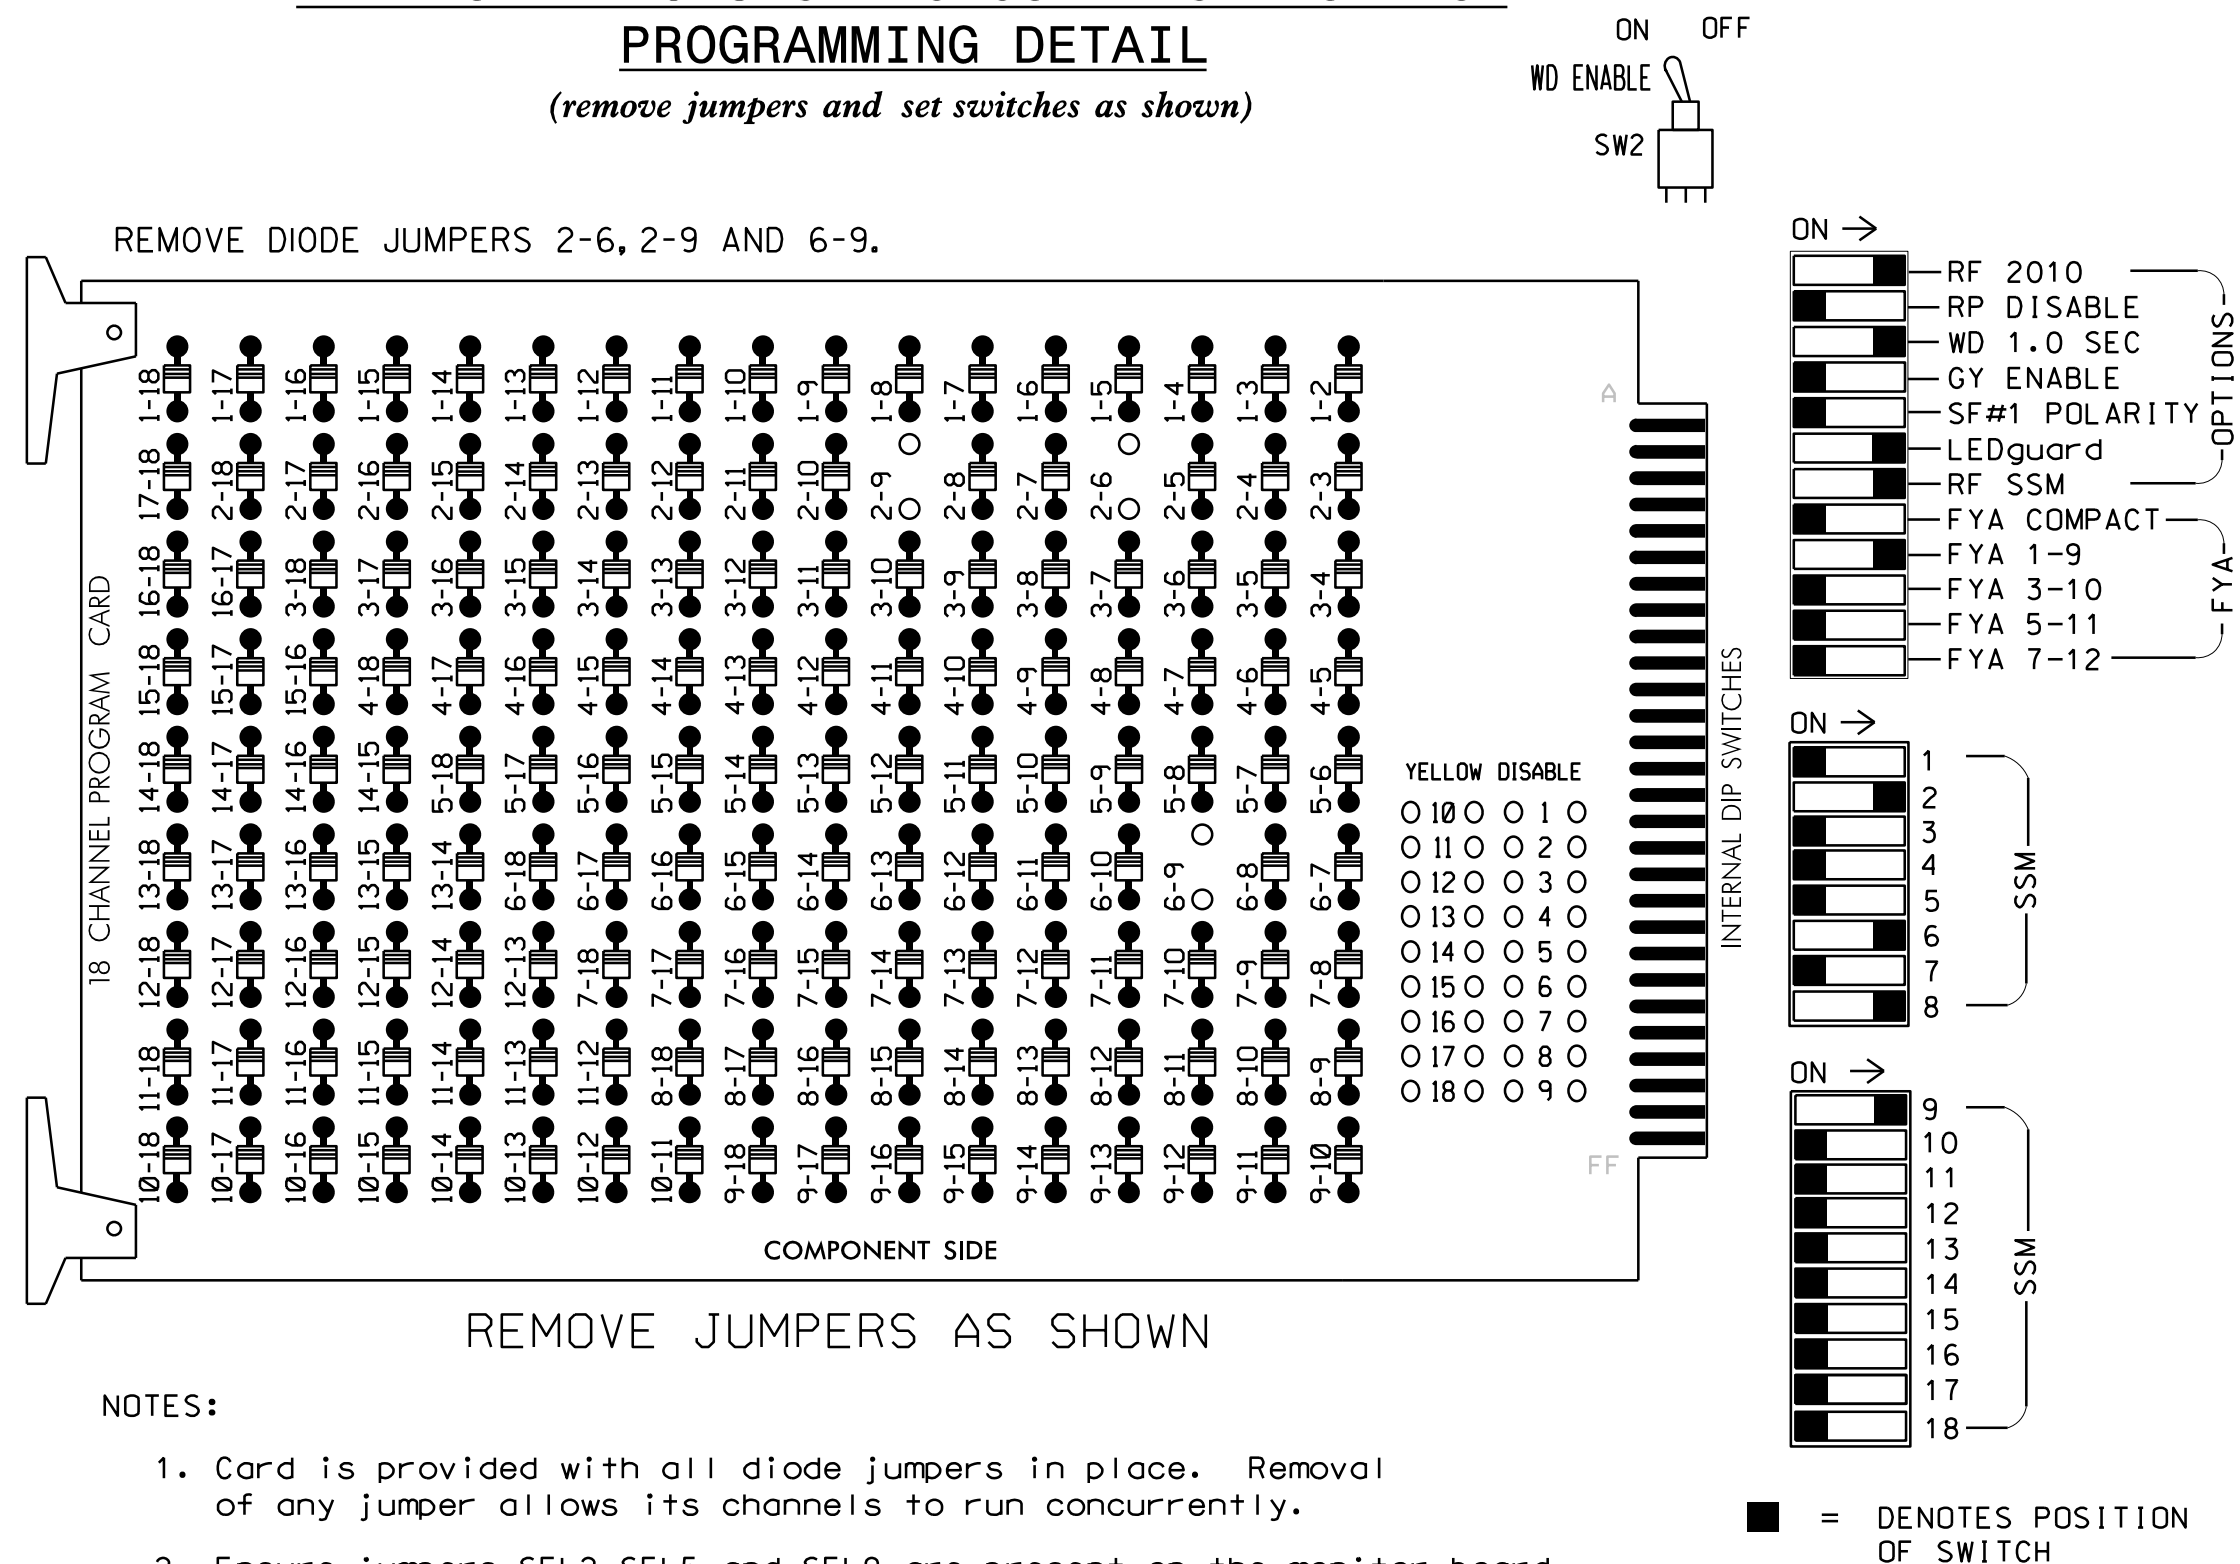 PROGRAMMING DETAIL
(remove jumpers and set switches as shown)
ON OFF
WD ENABLE
SW2
REMOVE DIODE JUMPERS 2-6, 2-9 AND 6-9.
18 CHANNEL PROGRAM CARD
1-18 1-17 1-16 1-15 1-14 1-13 1-12 1-11 1-10 1-9 1-8 1-7 1-6 1-5 1-4 1-3 1-2
17-18 2-18 2-17 2-16 2-15 2-14 2-13 2-12 2-11 2-10 2-9 2-8 2-7 2-6 2-5 2-4 2-3
16-18 16-17 3-18 3-17 3-16 3-15 3-14 3-13 3-12 3-11 3-10 3-9 3-8 3-7 3-6 3-5 3-4
15-18 15-17 15-16 4-18 4-17 4-16 4-15 4-14 4-13 4-12 4-11 4-10 4-9 4-8 4-7 4-6 4-5
14-18 14-17 14-16 14-15 5-18 5-17 5-16 5-15 5-14 5-13 5-12 5-11 5-10 5-9 5-8 5-7 5-6
13-18 13-17 13-16 13-15 13-14 6-18 6-17 6-16 6-15 6-14 6-13 6-12 6-11 6-10 6-9 6-8 6-7
12-18 12-17 12-16 12-15 12-14 12-13 7-18 7-17 7-16 7-15 7-14 7-13 7-12 7-11 7-10 7-9 7-8
11-18 11-17 11-16 11-15 11-14 11-13 11-12 8-18 8-17 8-16 8-15 8-14 8-13 8-12 8-11 8-10 8-9
10-18 10-17 10-16 10-15 10-14 10-13 10-12 10-11 9-18 9-17 9-16 9-15 9-14 9-13 9-12 9-11 9-10
YELLOW DISABLE
10 1
11 2
12 3
13 4
14 5
15 6
16 7
17 8
18 9
A
FF
COMPONENT SIDE
INTERNAL DIP SWITCHES
ON
RF 2010
RP DISABLE
WD 1.0 SEC
GY ENABLE
SF#1 POLARITY
LEDguard
RF SSM
OPTIONS
FYA COMPACT
FYA 1-9
FYA 3-10
FYA 5-11
FYA 7-12
FYA
ON
1
2
3
4
5
6
7
8
SSM
ON
9
10
11
12
13
14
15
16
17
18
SSM
= DENOTES POSITION
OF SWITCH
REMOVE JUMPERS AS SHOWN
NOTES:
1. Card is provided with all diode jumpers in place. Removal
of any jumper allows its channels to run concurrently.